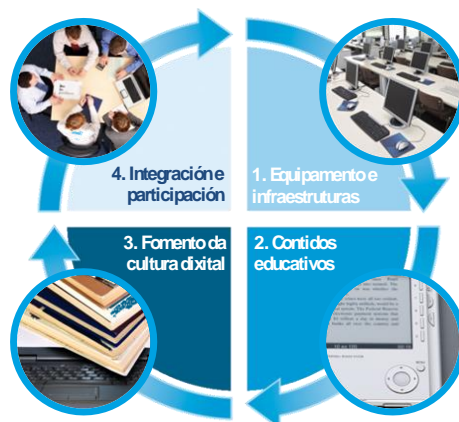 4. Integración e
participación
1. Equipamento e
infraestruturas
3. Fomento da
cultura dixital
2. Contidos
educativos